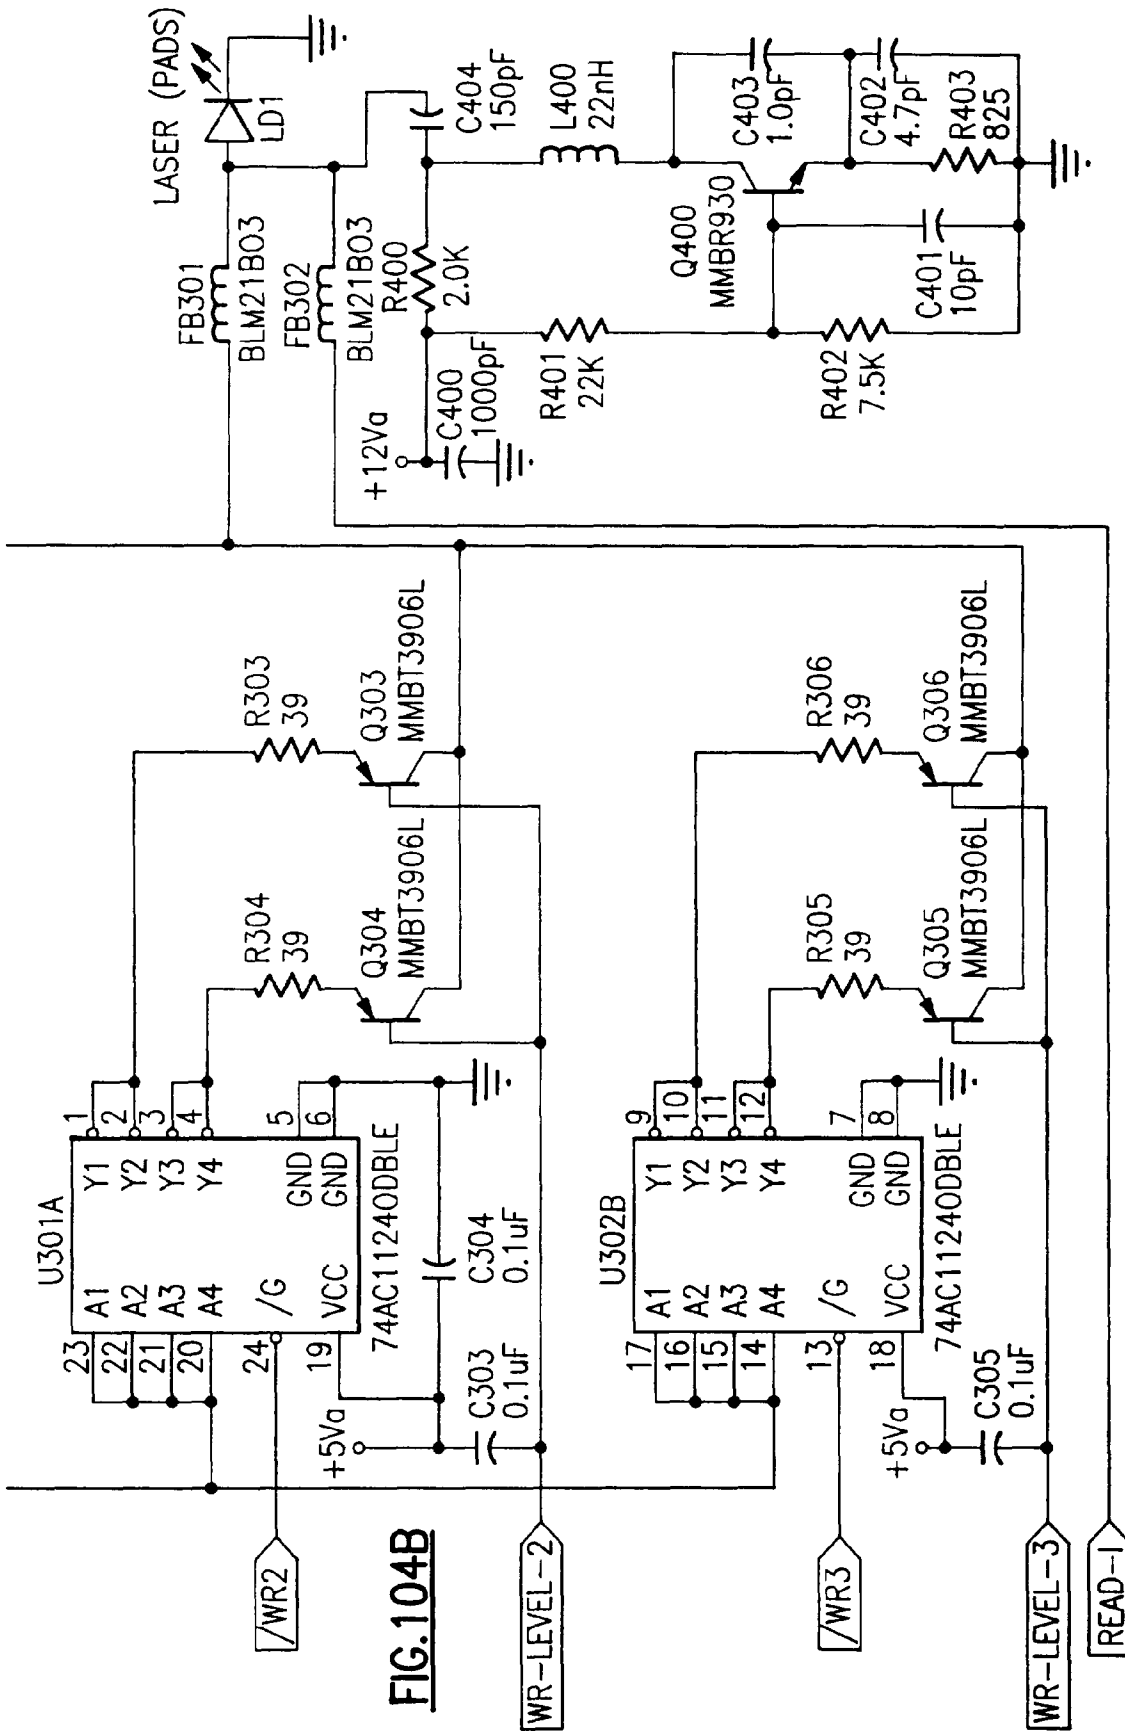 LASER (PADS)
LD1
FB301
BLM21B03
FB302
BLM21B03
R400
2.0K
C404
150pF
L400
22nH
+12Va
C400
1000pF
R401
22K
Q400
MMBR930
C403
1.0pF
C402
4.7pF
R403
825
C401
10pF
R402
7.5K
R303
39
Q303
MMBT3906L
R304
39
Q304
MMBT3906L
R306
39
Q306
MMBT3906L
R305
39
Q305
MMBT3906L
U301A
23 A1 Y1 1
22 A2 Y2 2
21 A3 Y3 3
20 A4 Y4 4
24 /G GND 5
19 VCC GND 6
74AC11240DBLE
C304
0.1uF
C303
0.1uF
+5Va
/WR2
WR-LEVEL-2
U302B
17 A1 Y1 9
16 A2 Y2 10
15 A3 Y3 11
14 A4 Y4 12
13 /G GND 7
18 VCC GND 8
74AC11240DBLE
+5Va
C305
0.1uF
/WR3
WR-LEVEL-3
READ-1
FIG.104B